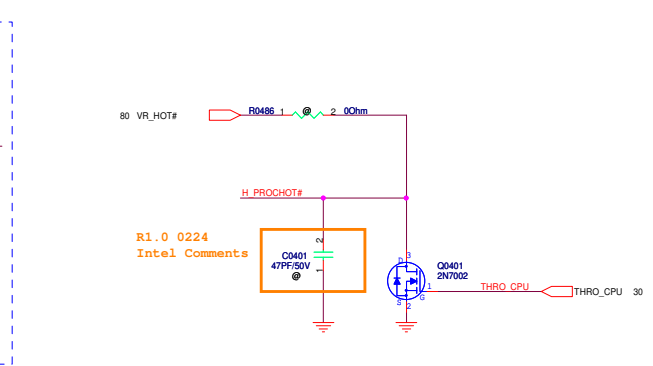 80 VR_HOT#
R0486 1 @ 2 0Ohm
H_PROCHOT#
R1.0 0224
Intel Comments
2
C0401
47PF/50V
@
1
D 3
Q0401
2N7002
1
G
S 2
THRO_CPU
THRO_CPU 30